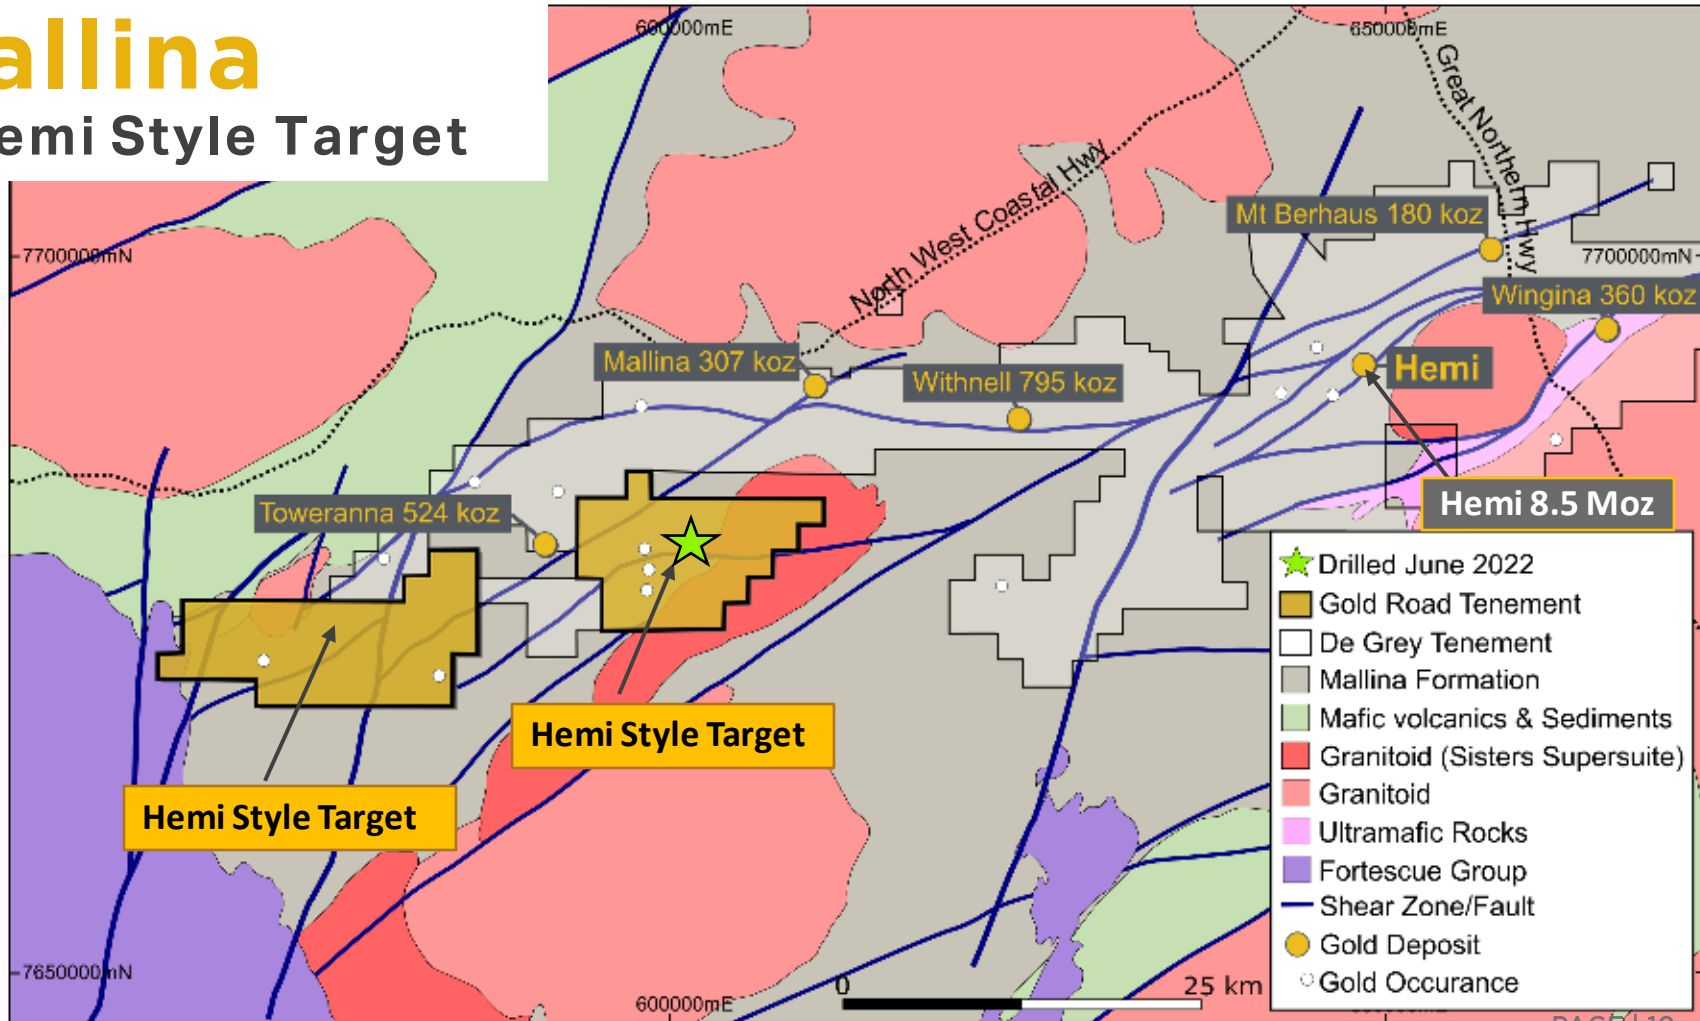 allina
emi Style Target
600000mE
650000mE
Great Northern Hwy
North West Coastal Hwy
Mt Berhaus 180 koz
7700000mN
7700000mN
Wingina 360 koz
Mallina 307 koz
Withnell 795 koz
Hemi
Toweranna 524 koz
Hemi 8.5 Moz
Hemi Style Target
Hemi Style Target
Drilled June 2022
Gold Road Tenement
De Grey Tenement
Mallina Formation
Mafic volcanics & Sediments
Granitoid (Sisters Supersuite)
Granitoid
Ultramafic Rocks
Fortescue Group
Shear Zone/Fault
Gold Deposit
Gold Occurance
7650000mN
600000mE
0
25 km